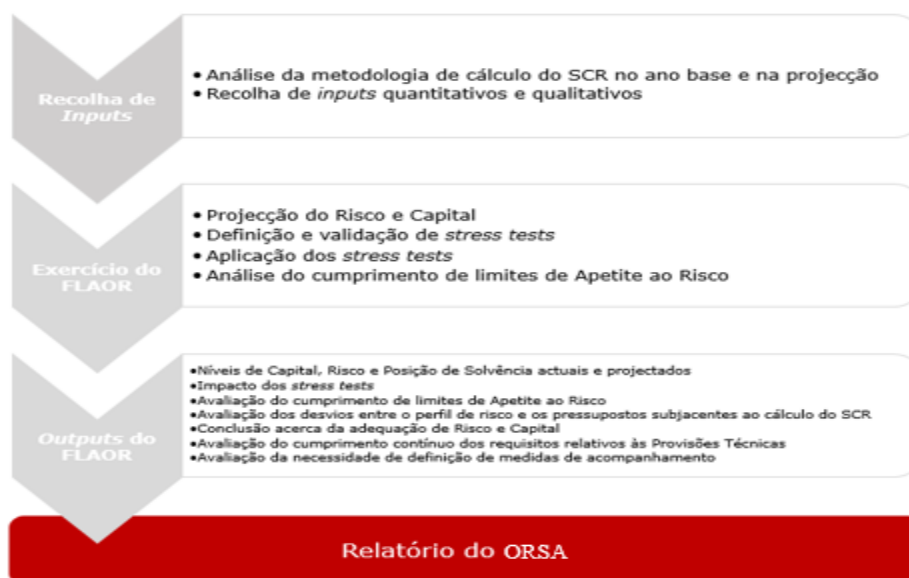 Recolha de
Inputs
• Análise da metodologia de cálculo do SCR no ano base e na projecção
• Recolha de inputs quantitativos e qualitativos
Exercício do
FLAOR
• Projecção do Risco e Capital
• Definição e validação de stress tests
• Aplicação dos stress tests
• Análise do cumprimento de limites de Apetite ao Risco
Outputs do
FLAOR
•Níveis de Capital, Risco e Posição de Solvência actuais e projectados
•Impacto dos stress tests
•Avaliação do cumprimento de limites de Apetite ao Risco
•Avaliação dos desvios entre o perfil de risco e os pressupostos subjacentes ao cálculo do SCR
•Conclusão acerca da adequação de Risco e Capital
•Avaliação do cumprimento contínuo dos requisitos relativos às Provisões Técnicas
•Avaliação da necessidade de definição de medidas de acompanhamento
Relatório do ORSA